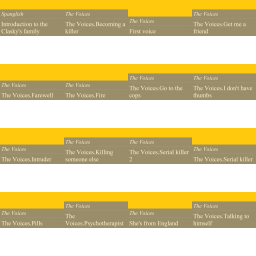 Spanglish
Introduction to the
Clasky's family
The Voices
The Voices.Becoming a
killer
The Voices
First voice
The Voices
The Voices.Get me a
friend
The Voices
The Voices.Farewell
The Voices
The Voices.Fire
The Voices
The Voices.Go to the
cops
The Voices
The Voices.I don't have
thumbs
The Voices
The Voices.Intruder
The Voices
The Voices.Killing
someone else
The Voices
The Voices.Serial killer
2
The Voices
The Voices.Serial killer
The Voices
The Voices.Pills
The Voices
The
Voices.Psychotherapist
The Voices
She's from England
The Voices
The Voices.Talking to
himself